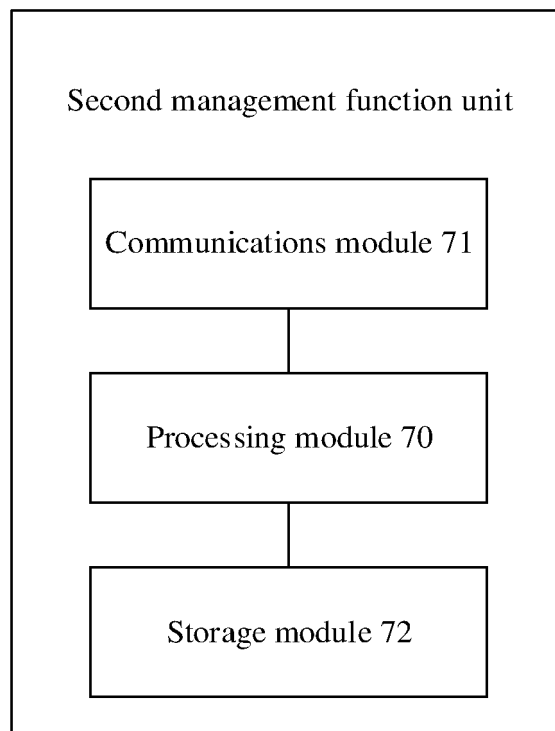 Second management function unit
Communications module 71
Processing module 70
Storage module 72